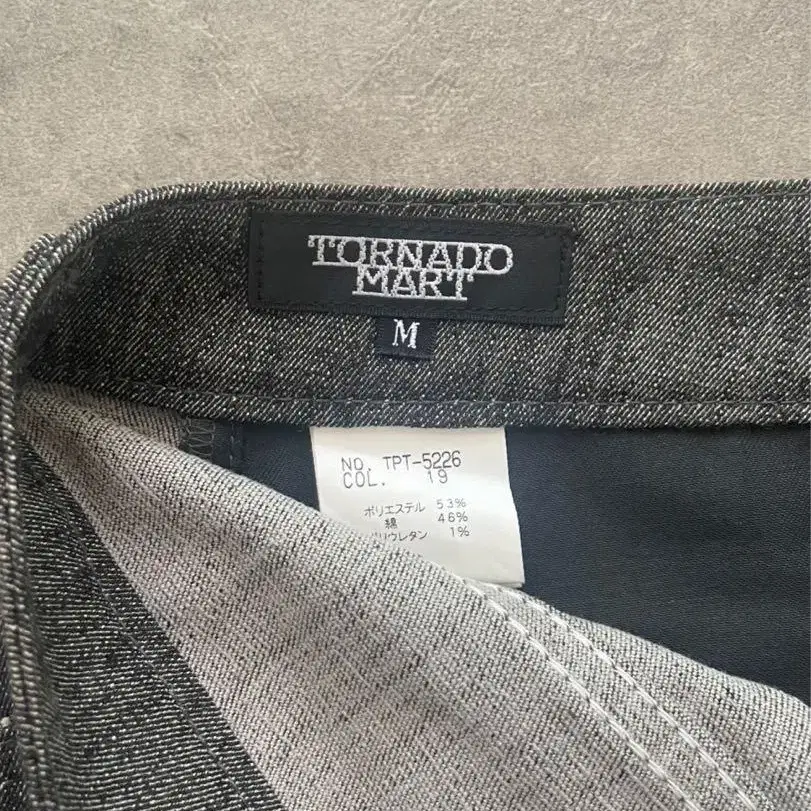 TORNADO
MART
M
NO. TPT-5226
COL. 19
ポリエステル 53%
綿 46%
リウレタン 1%